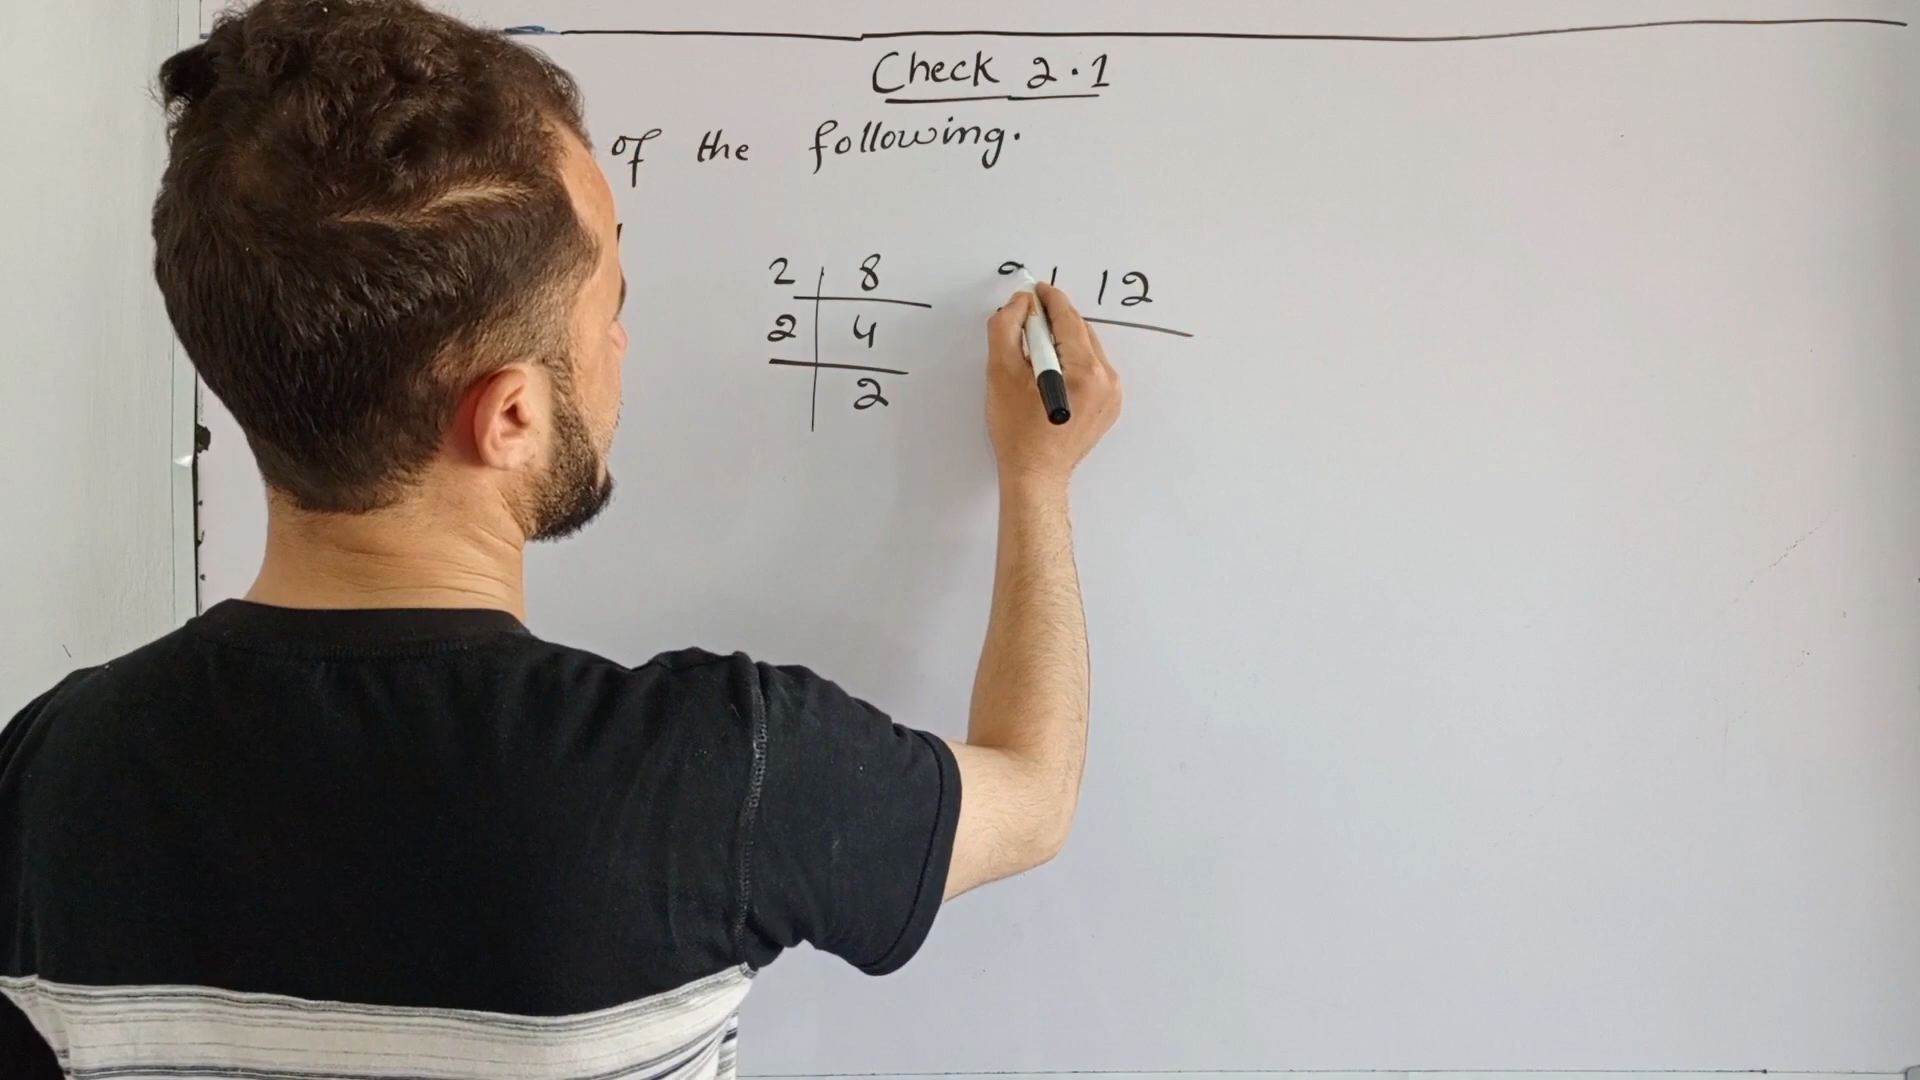 Check 2.1
of the following.
2 | 8 2 | 12
2 | 4
2